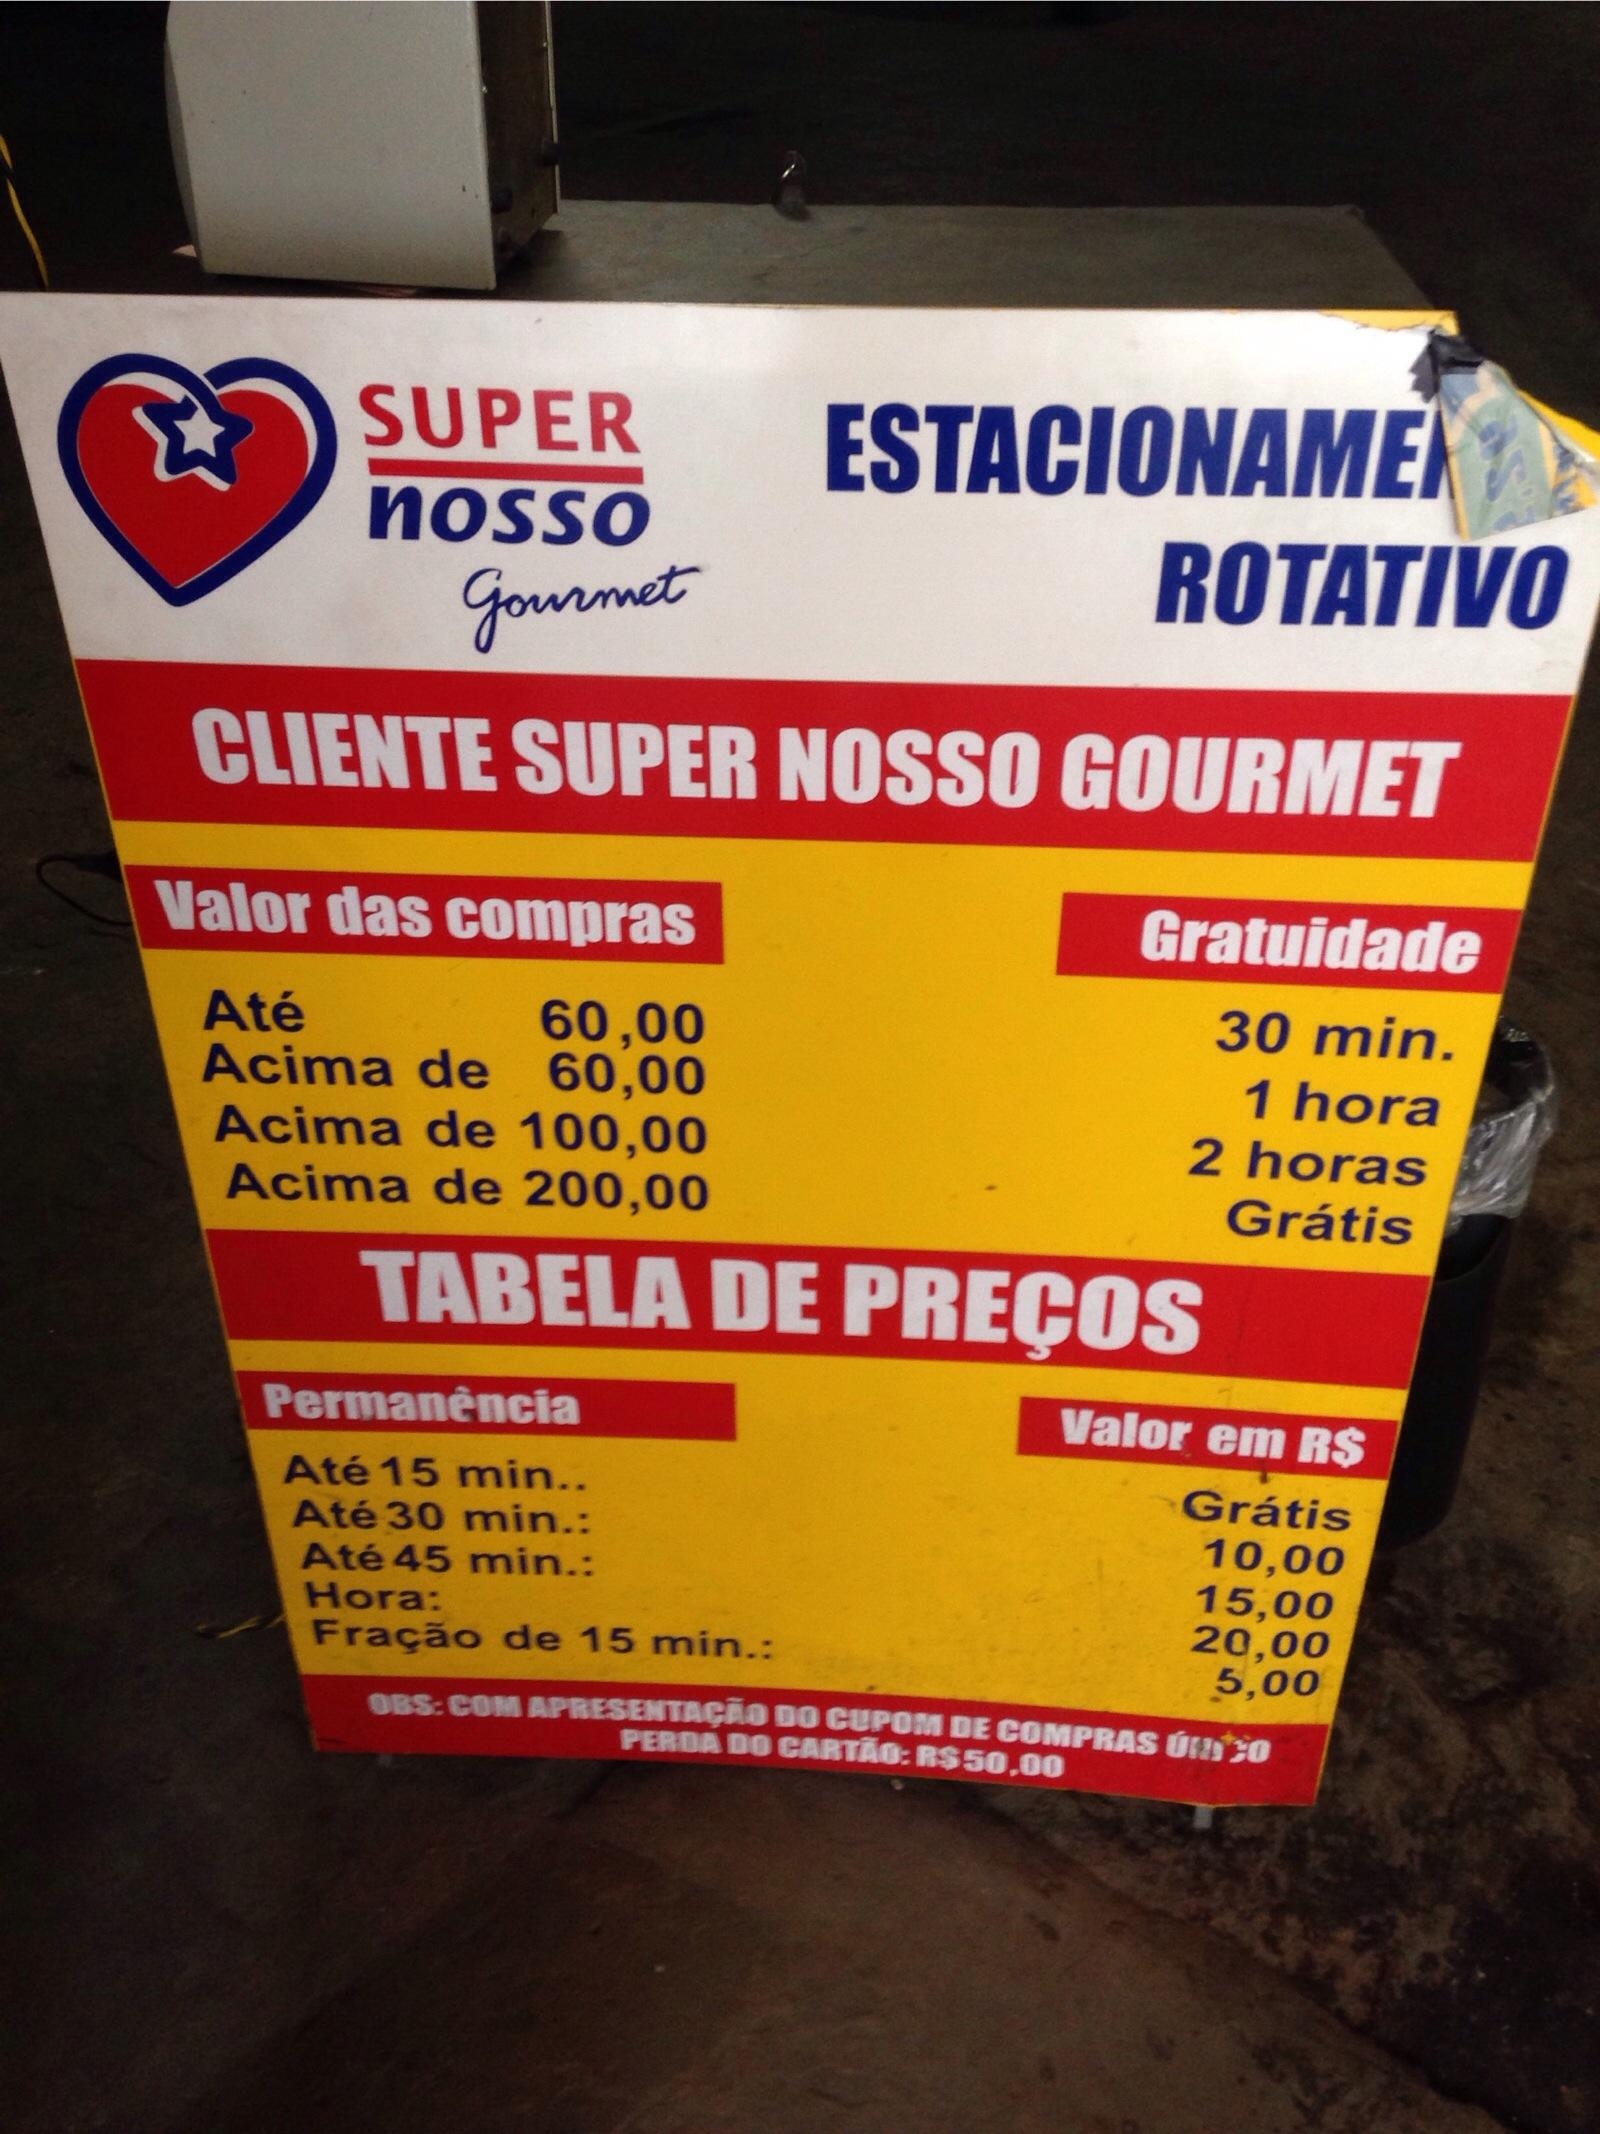 SUPER
nosso
Gourmet
ROTATIVO
CLIENTE SUPER NOSSO GOURMET
Valor das compras Gratuidade
Até 60,00 30 min.
Acima de 60,00 1 hora
Acima de 100,00 2 horas
Acima de 200,00 Grátis
TABELA DE PREÇOS
Permanência Valor em R$
Até 15 min.. Grátis
Até 30 min.: 10,00
Até 45 min.: 15,00
Hora: 20,00
Fração de 15 min.: 5,00
OBS: COM APRESENTAÇÃO DO CUPOM DE COMPRAS
PERDA DO CARTÃO: R$ 50,00